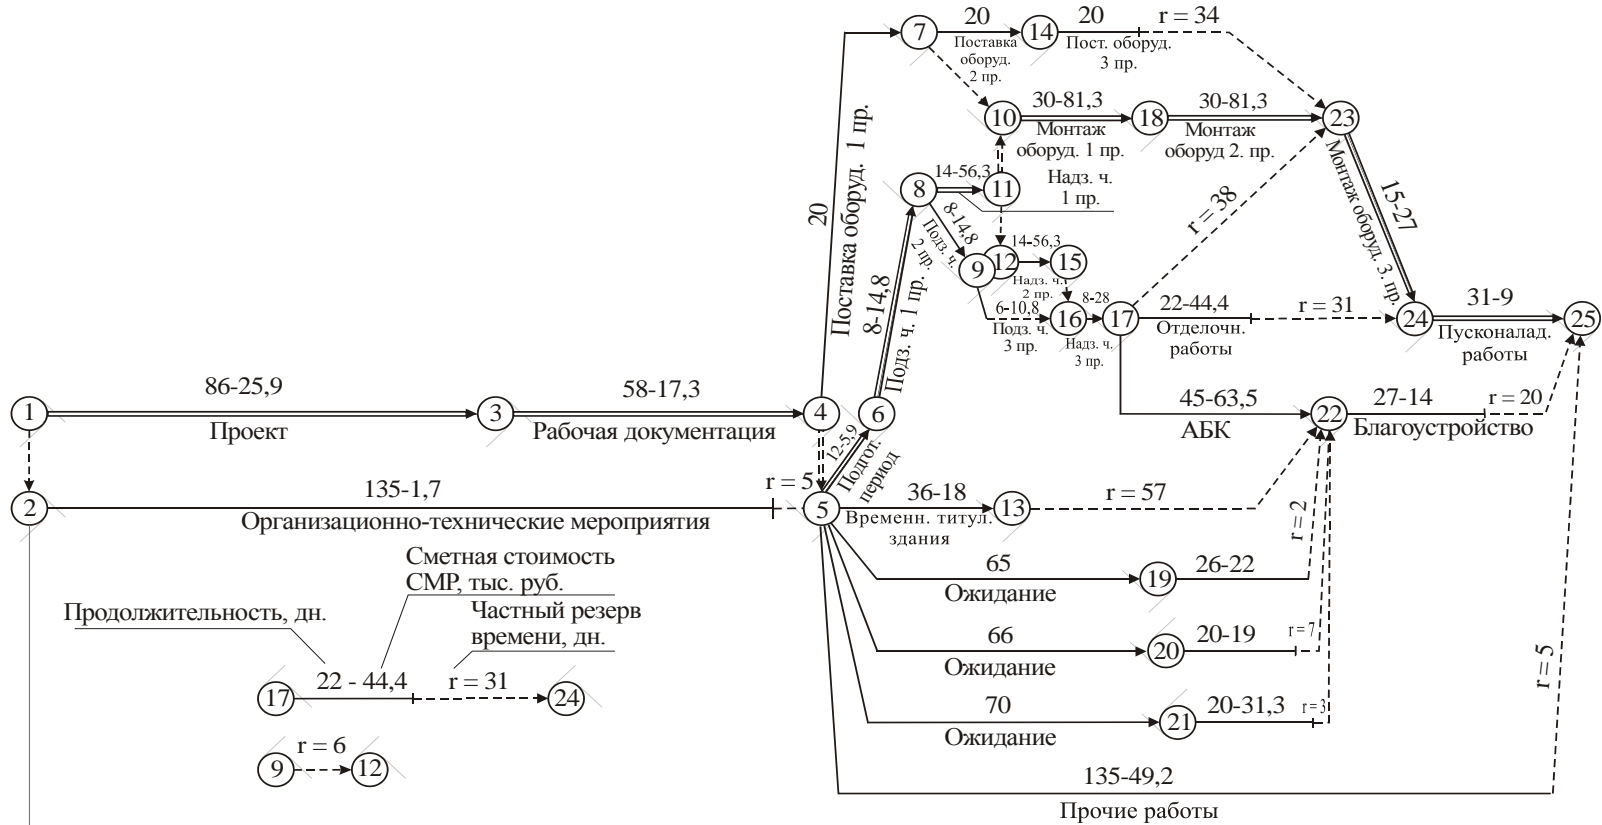 7
20
Поставка
оборуд.
2 пр.
14
20
Пост. оборуд.
3 пр.
r = 34
10
30-81,3
Монтаж
оборуд. 1 пр.
18
30-81,3
Монтаж
оборуд 2. пр.
23
20
Поставка оборуд. 1 пр.
8
14-56,3
11
Надз. ч.
1 пр.
8-14,8
Подз. ч.
2 пр.
9
12
14-56,3
Надз. ч.
2 пр.
15
r = 38
15-27
Монтаж оборуд. 3. пр.
8-14,8
Подз. ч. 1 пр.
6-10,8
Подз. ч.
3 пр.
16
8-28
Надз. ч.
3 пр.
17
22-44,4
Отделочн.
работы
r = 31
24
31-9
Пусконалад.
работы
25
1
86-25,9
Проект
3
58-17,3
Рабочая документация
4
6
12-5,9
Подгот.
период
45-63,5
АБК
22
27-14
Благоустройство
r = 20
2
135-1,7
Организационно-технические мероприятия
r = 5
5
36-18
Временн. титул.
здания
13
r = 57
r = 2
65
Ожидание
19
26-22
66
Ожидание
20
20-19
r = 7
70
Ожидание
21
20-31,3
r = 3
r = 5
135-49,2
Прочие работы
Сметная стоимость
СМР, тыс. руб.
Продолжительность, дн.
Частный резерв
времени, дн.
17
22 - 44,4
r = 31
24
9
r = 6
12